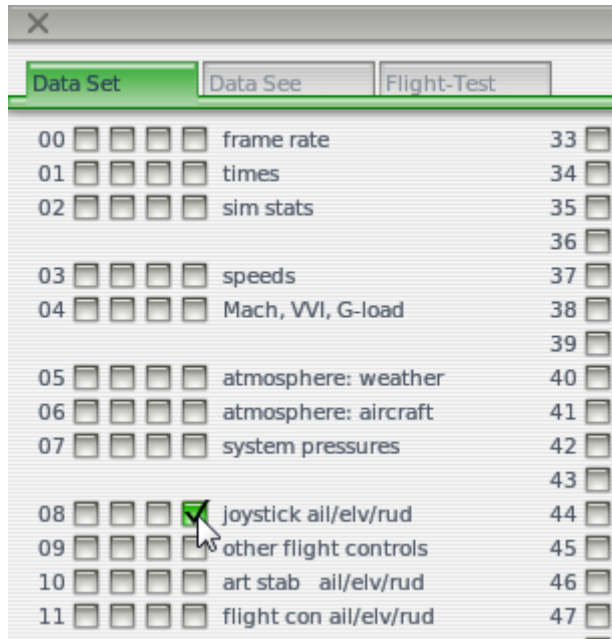 Data Set Data See Flight-Test
00 frame rate 33
01 times 34
02 sim stats 35
36
03 speeds 37
04 Mach, VVI, G-load 38
39
05 atmosphere: weather 40
06 atmosphere: aircraft 41
07 system pressures 42
43
08 joystick ail/elv/rud 44
09 other flight controls 45
10 art stab ail/elv/rud 46
11 flight con ail/elv/rud 47